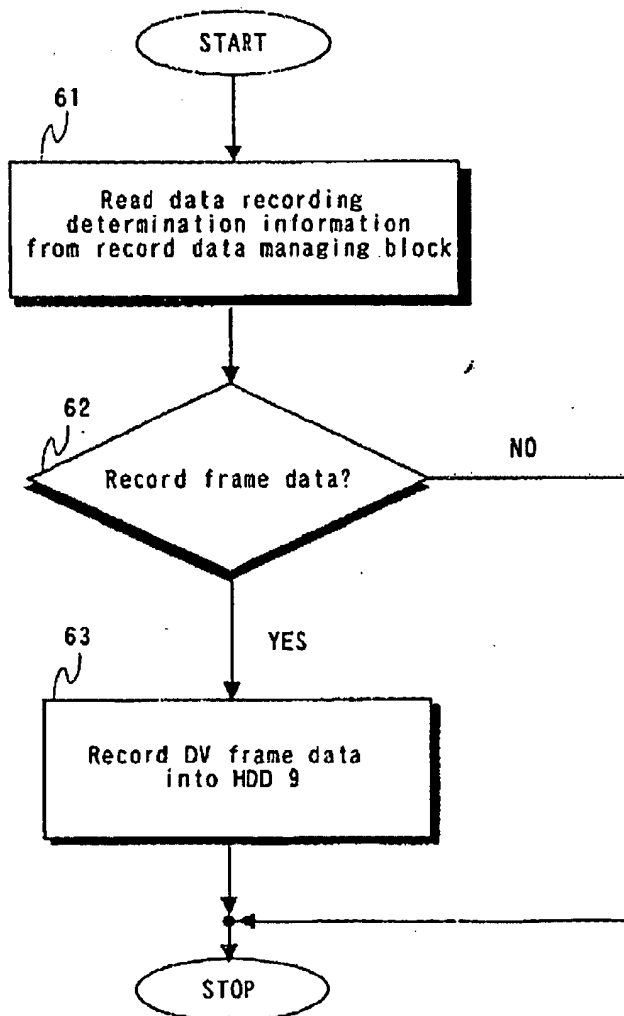 START
61
Read data recording
determination information
from record data managing block
62
Record frame data?
NO
YES
63
Record DV frame data
into HDD 9
STOP